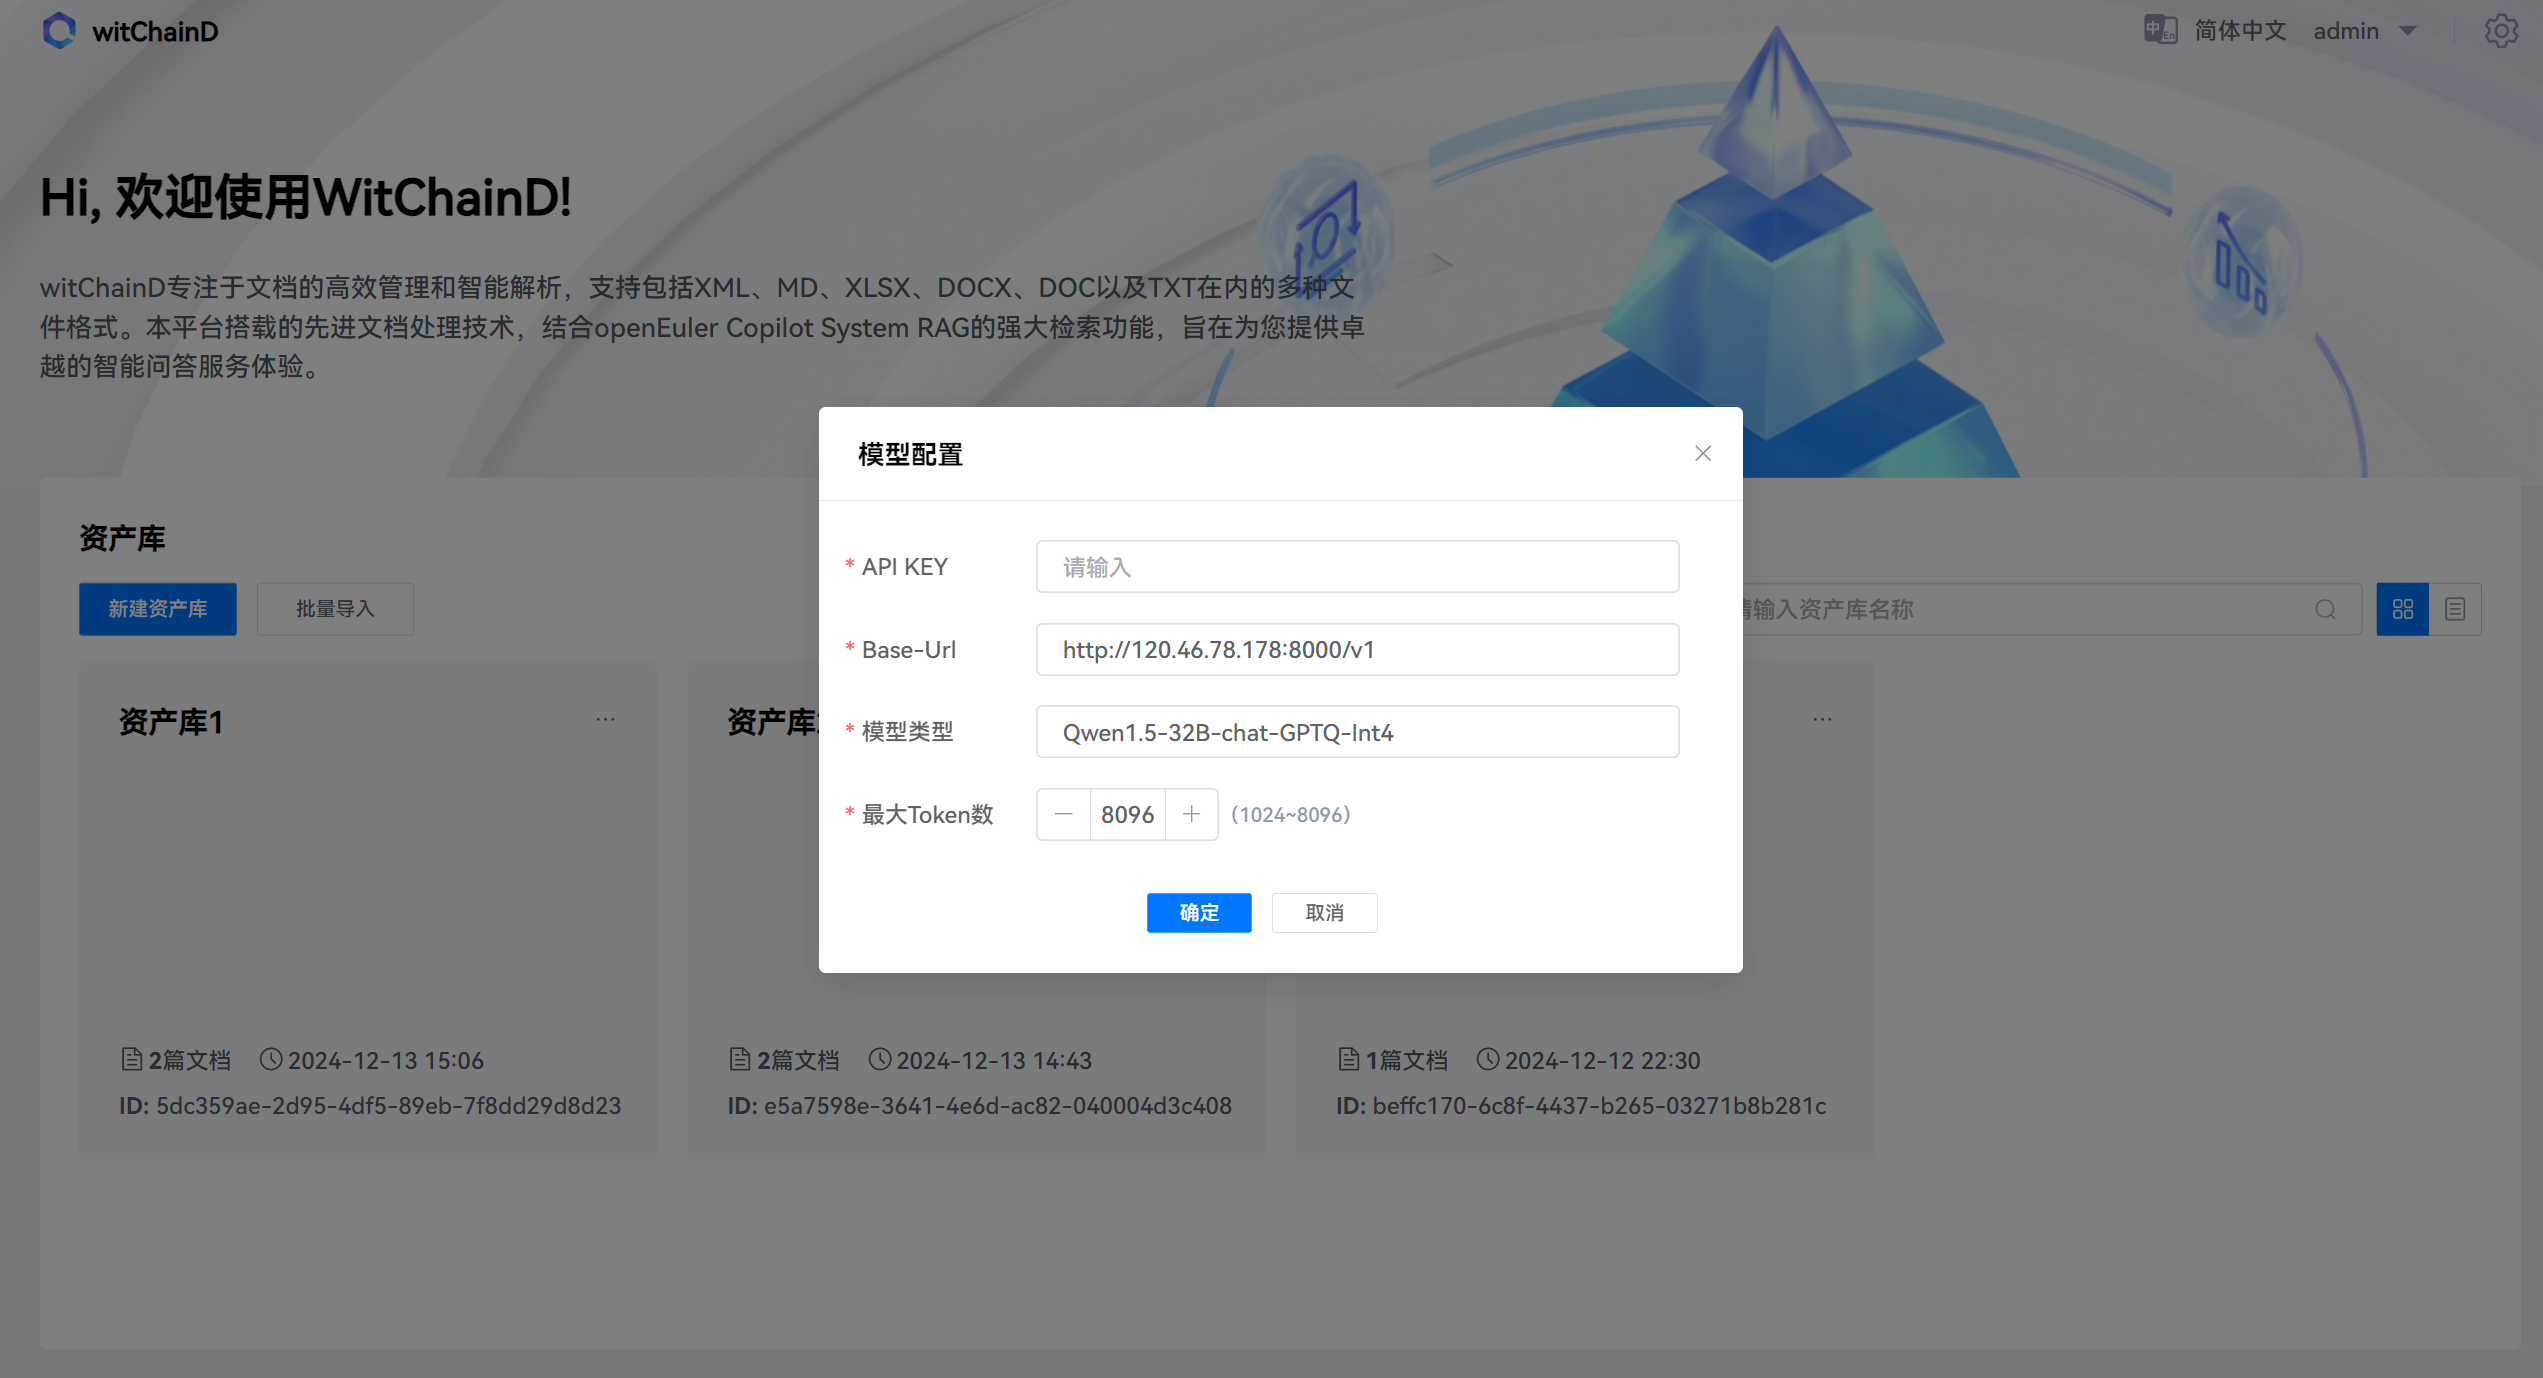 witChainD
简体中文 admin
Hi, 欢迎使用WitChainD!
witChainD专注于文档的高效管理和智能解析，支持包括XML、MD、XLSX、DOCX、DOC以及TXT在内的多种文
件格式。本平台搭载的先进文档处理技术，结合openEuler Copilot System RAG的强大检索功能，旨在为您提供卓
越的智能问答服务体验。
资产库
新建资产库 批量导入
输入资产库名称
资产库1 ...
资产库
...
2篇文档 2024-12-13 15:06
ID: 5dc359ae-2d95-4df5-89eb-7f8dd29d8d23
2篇文档 2024-12-13 14:43
ID: e5a7598e-3641-4e6d-ac82-040004d3c408
1篇文档 2024-12-12 22:30
ID: beffc170-6c8f-4437-b265-03271b8b281c
模型配置
* API KEY 请输入
* Base-Url http://120.46.78.178:8000/v1
* 模型类型 Qwen1.5-32B-chat-GPTQ-Int4
* 最大Token数 8096 (1024~8096)
确定 取消